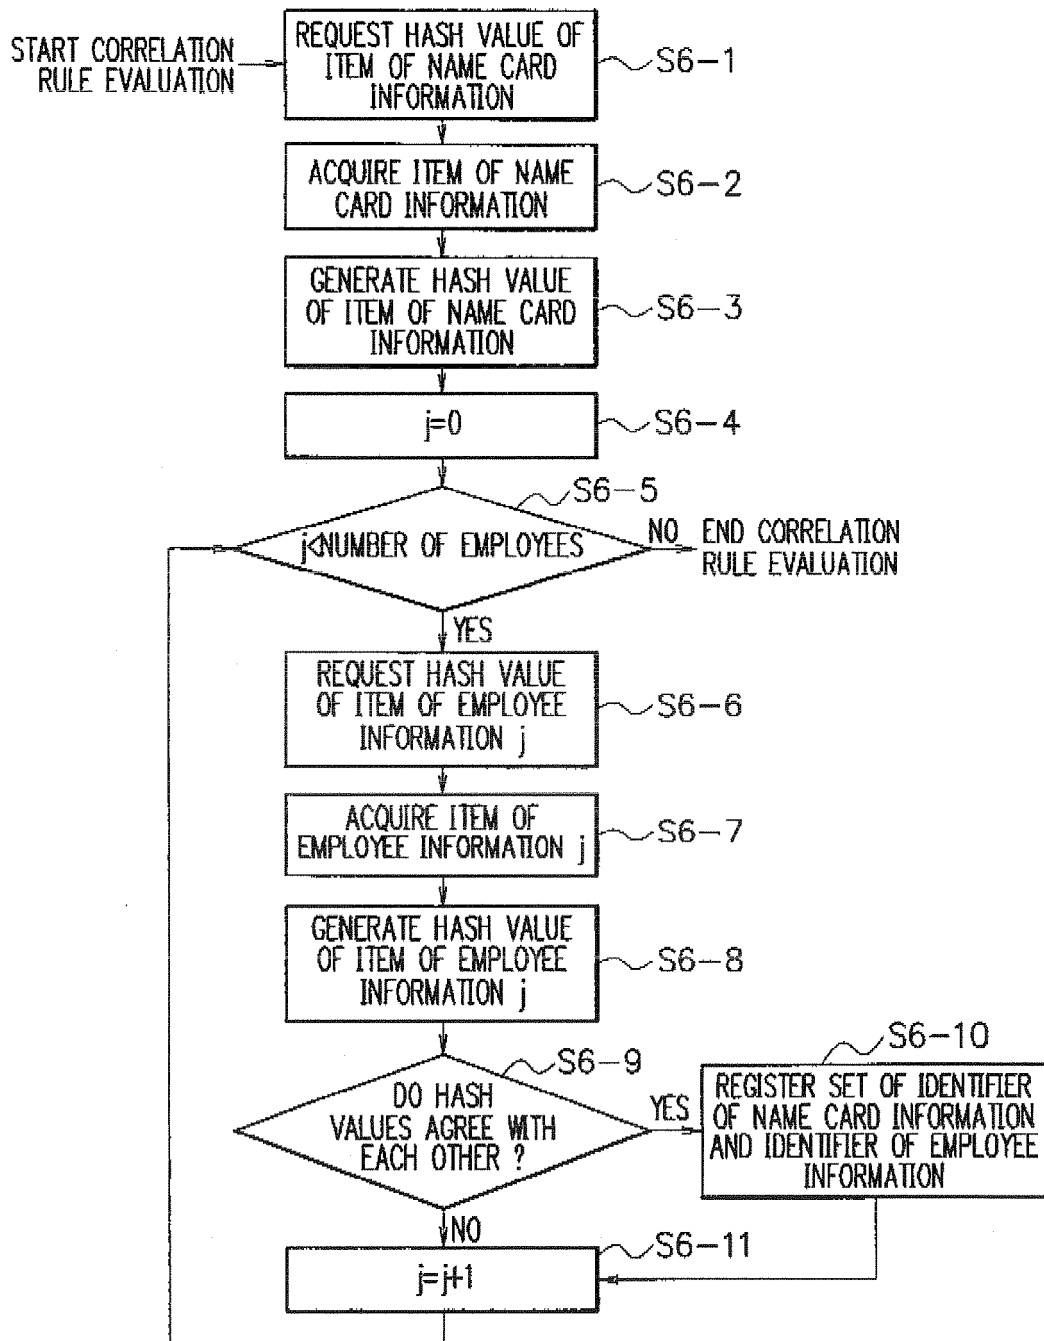 START CORRELATION
RULE EVALUATION
REQUEST HASH VALUE OF
ITEM OF NAME CARD
INFORMATION
S6-1
ACQUIRE ITEM OF NAME
CARD INFORMATION
S6-2
GENERATE HASH VALUE
OF ITEM OF NAME CARD
INFORMATION
S6-3
j=0
S6-4
S6-5
j<NUMBER OF EMPLOYEES
NO
END CORRELATION
RULE EVALUATION
YES
REQUEST HASH VALUE
OF ITEM OF EMPLOYEE
INFORMATION j
S6-6
ACQUIRE ITEM OF
EMPLOYEE INFORMATION j
S6-7
GENERATE HASH VALUE
OF ITEM OF EMPLOYEE
INFORMATION j
S6-8
S6-9
DO HASH
VALUES AGREE WITH
EACH OTHER ?
YES
S6-10
REGISTER SET OF IDENTIFIER
OF NAME CARD INFORMATION
AND IDENTIFIER OF EMPLOYEE
INFORMATION
NO
S6-11
j=j+1